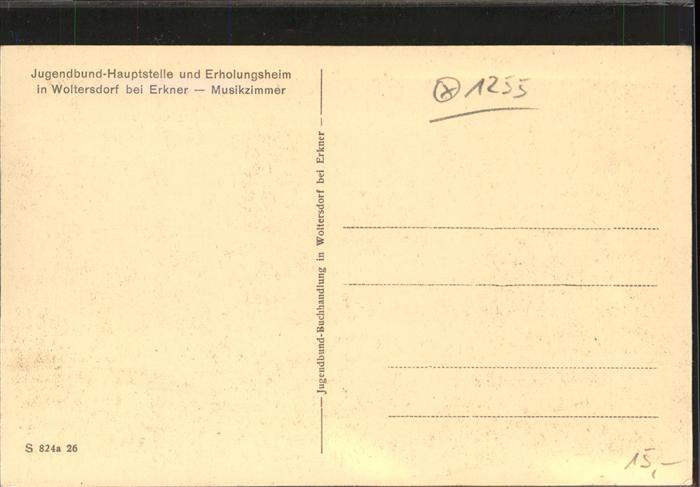 Jugendbund-Hauptstelle und Erholungsheim
in Woltersdorf bei Erkner — Musikzimmer
Jugendbund-Buchhandlung in Woltersdorf bei Erkner
1255
S 824a 26
15,-